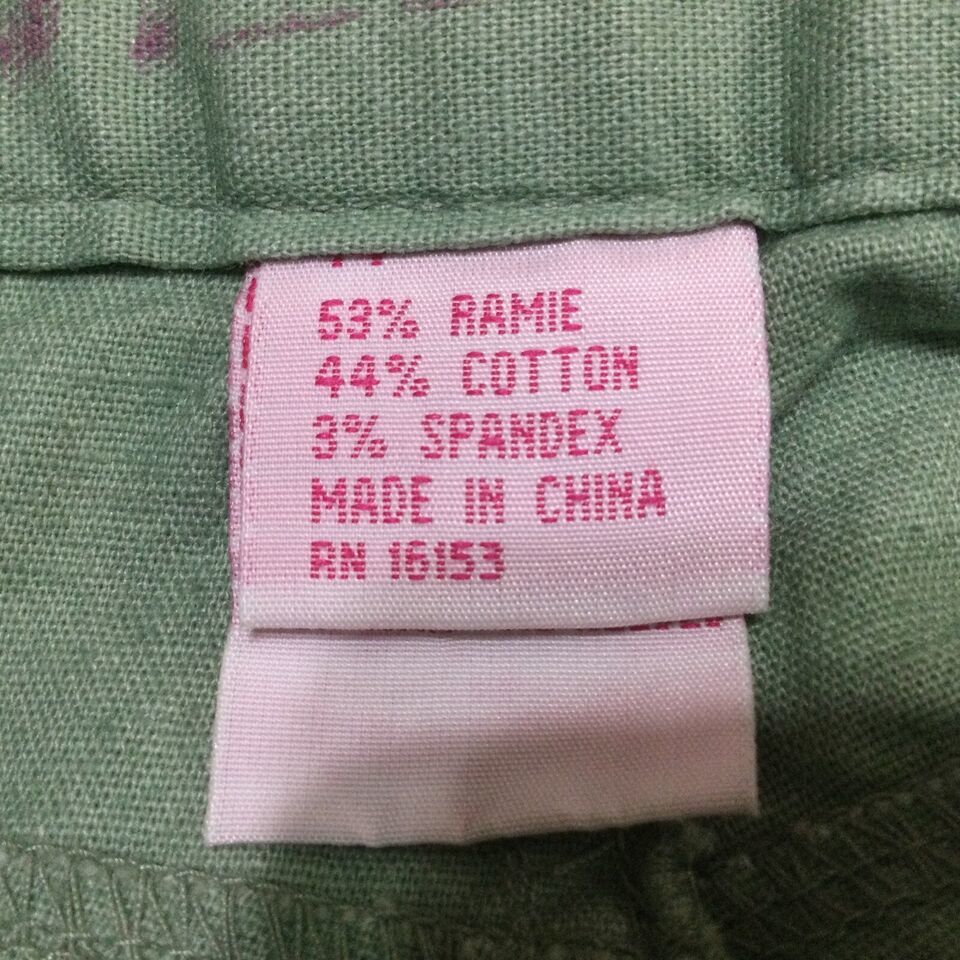 53% RAMIE
44% COTTON
3% SPANDEX
MADE IN CHINA
RN 16153